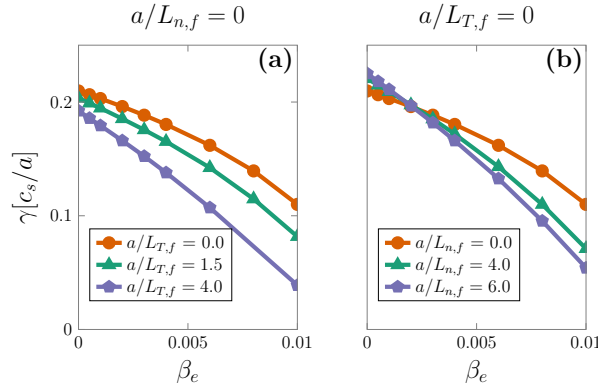 a/L_{n,f} = 0
a/L_{T,f} = 0
(a)
(b)
γ[c_s/a]
0.2
0.1
0
a/L_{T,f} = 0.0
a/L_{T,f} = 1.5
a/L_{T,f} = 4.0
a/L_{n,f} = 0.0
a/L_{n,f} = 4.0
a/L_{n,f} = 6.0
0 0.005 0.01
0 0.005 0.01
β_e
β_e